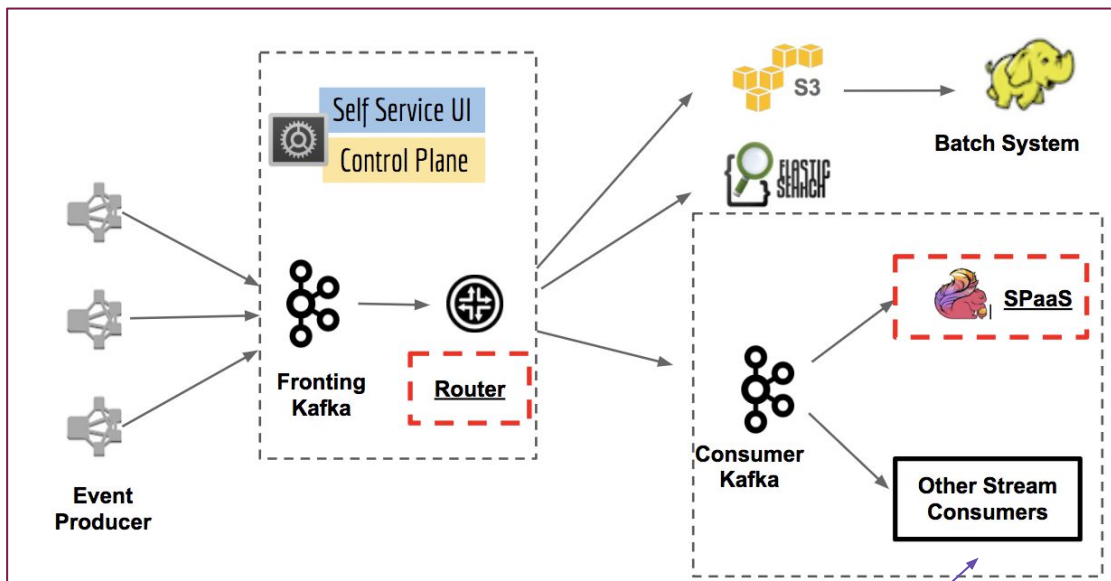 Self Service UI
Control Plane
S3
Batch System
ELASTIC
SEARCH
SPaaS
Fronting
Kafka
Router
Consumer
Kafka
Other Stream
Consumers
Event
Producer